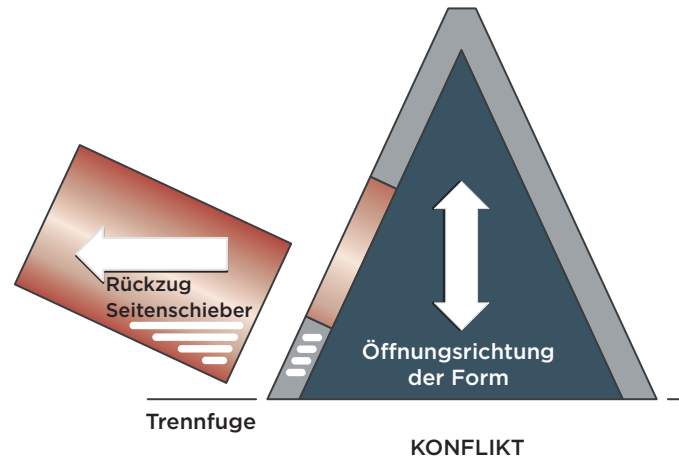 Rückzug
Seitenschieber
Öffnungsrichtung
der Form
Trennfuge
KONFLIKT